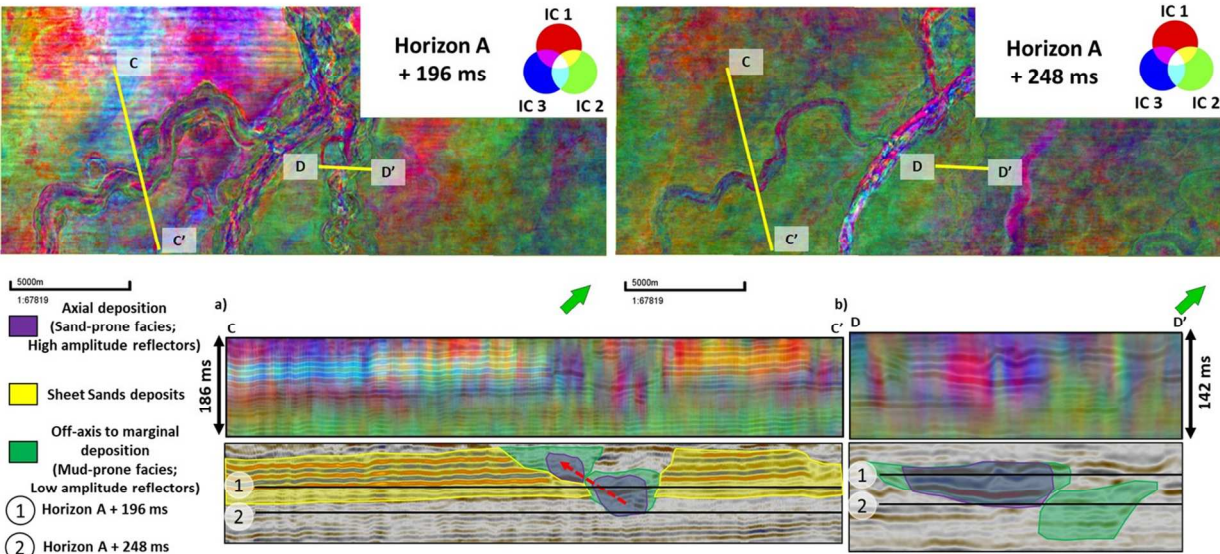 IC 1
Horizon A
+ 196 ms
IC 3
IC 2
C
D
D'
C'
IC 1
Horizon A
+ 248 ms
IC 3
IC 2
C
D
D'
C'
5000m
1:67819
5000m
1:67819
Axial deposition
(Sand-prone facies;
High amplitude reflectors)
Sheet Sands deposits
Off-axis to marginal
deposition
(Mud-prone facies;
Low amplitude reflectors)
1 Horizon A + 196 ms
2 Horizon A + 248 ms
a)
C
C'
186 ms
1
2
b)
D
D'
142 ms
1
2